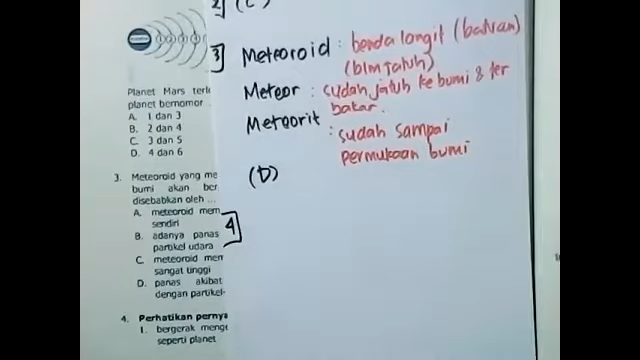 2] (C)
Planet Mars terl
planet bernomor
A. 1 dan 3
B. 2 dan 4
C. 3 dan 5
D. 4 dan 6
3. Meteoroid yang me
bumi akan ber
disebabkan oleh ...
A. meteoroid mem
sendiri
B. adanya panas
partikel udara
C. meteoroid mem
sangat tinggi
D. panas akibat
dengan partikel-
4. Perhatikan perny
1. bergerak meng
seperti planet
3] Meteoroid : benda langit (batuan)
(blm jatuh)
Meteor : sudah jatuh ke bumi & ter
bakar.
Meteorit : sudah sampai
permukaan bumi
(D)
4]